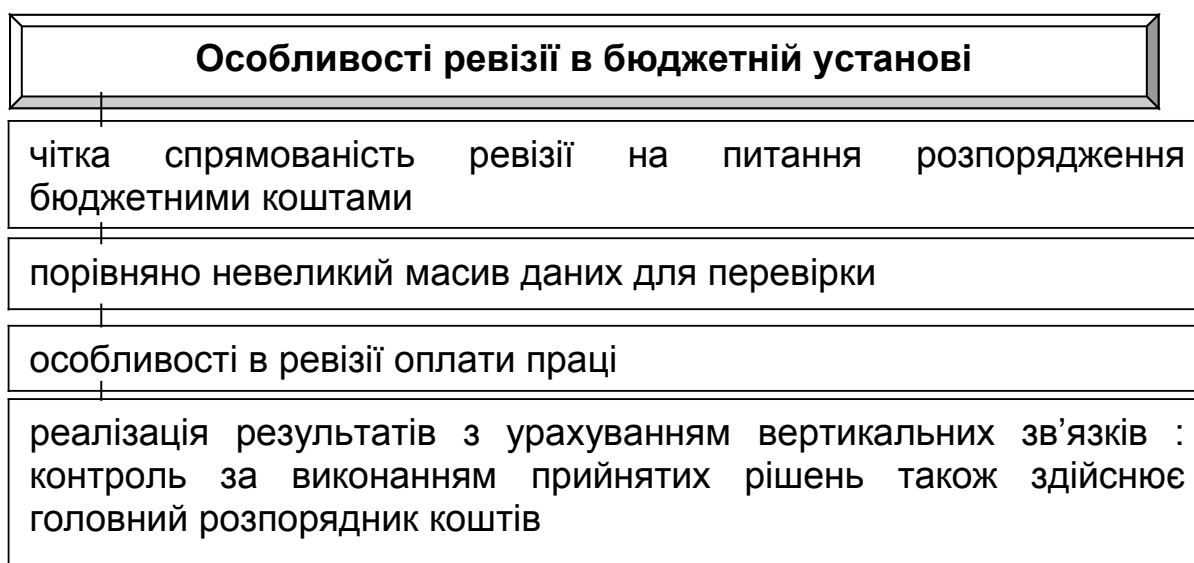 Особливості ревізії в бюджетній установі
чітка спрямованість ревізії на питання розпорядження
бюджетними коштами
порівняно невеликий масив даних для перевірки
особливості в ревізії оплати праці
реалізація результатів з урахуванням вертикальних зв’язків :
контроль за виконанням прийнятих рішень також здійснює
головний розпорядник коштів